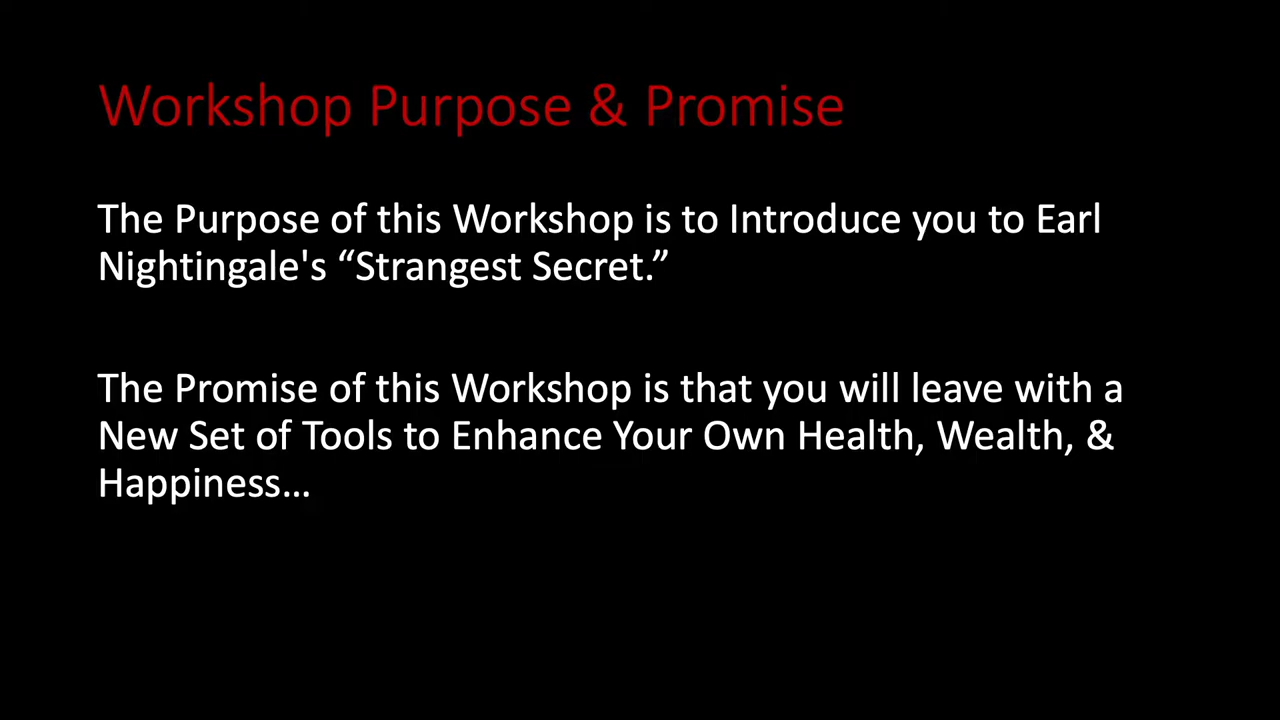 Workshop Purpose & Promise
The Purpose of this Workshop is to Introduce you to Earl
Nightingale's “Strangest Secret.”
The Promise of this Workshop is that you will leave with a
New Set of Tools to Enhance Your Own Health, Wealth, &
Happiness…